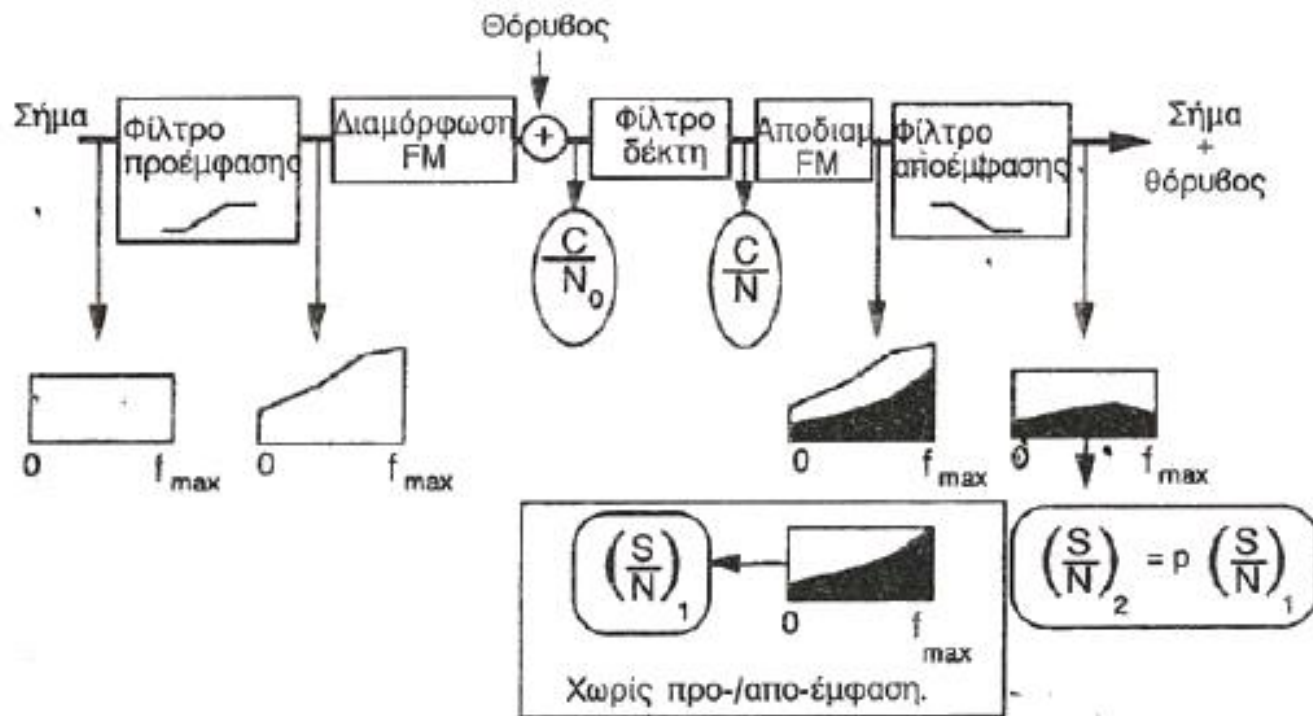 Θόρυβος
Σήμα
Φίλτρο
προέμφασης
Διαμόρφωση
FM
+
Φίλτρο
δέκτη
Αποδιαμ
FM
Φίλτρο
αποέμφασης
Σήμα
+
θόρυβος
C
N0
C
N
0
fmax
0
fmax
0
fmax
0
fmax
(S/N)1
0
fmax
(S/N)2 = p (S/N)1
Χωρίς προ-/απο-έμφαση.